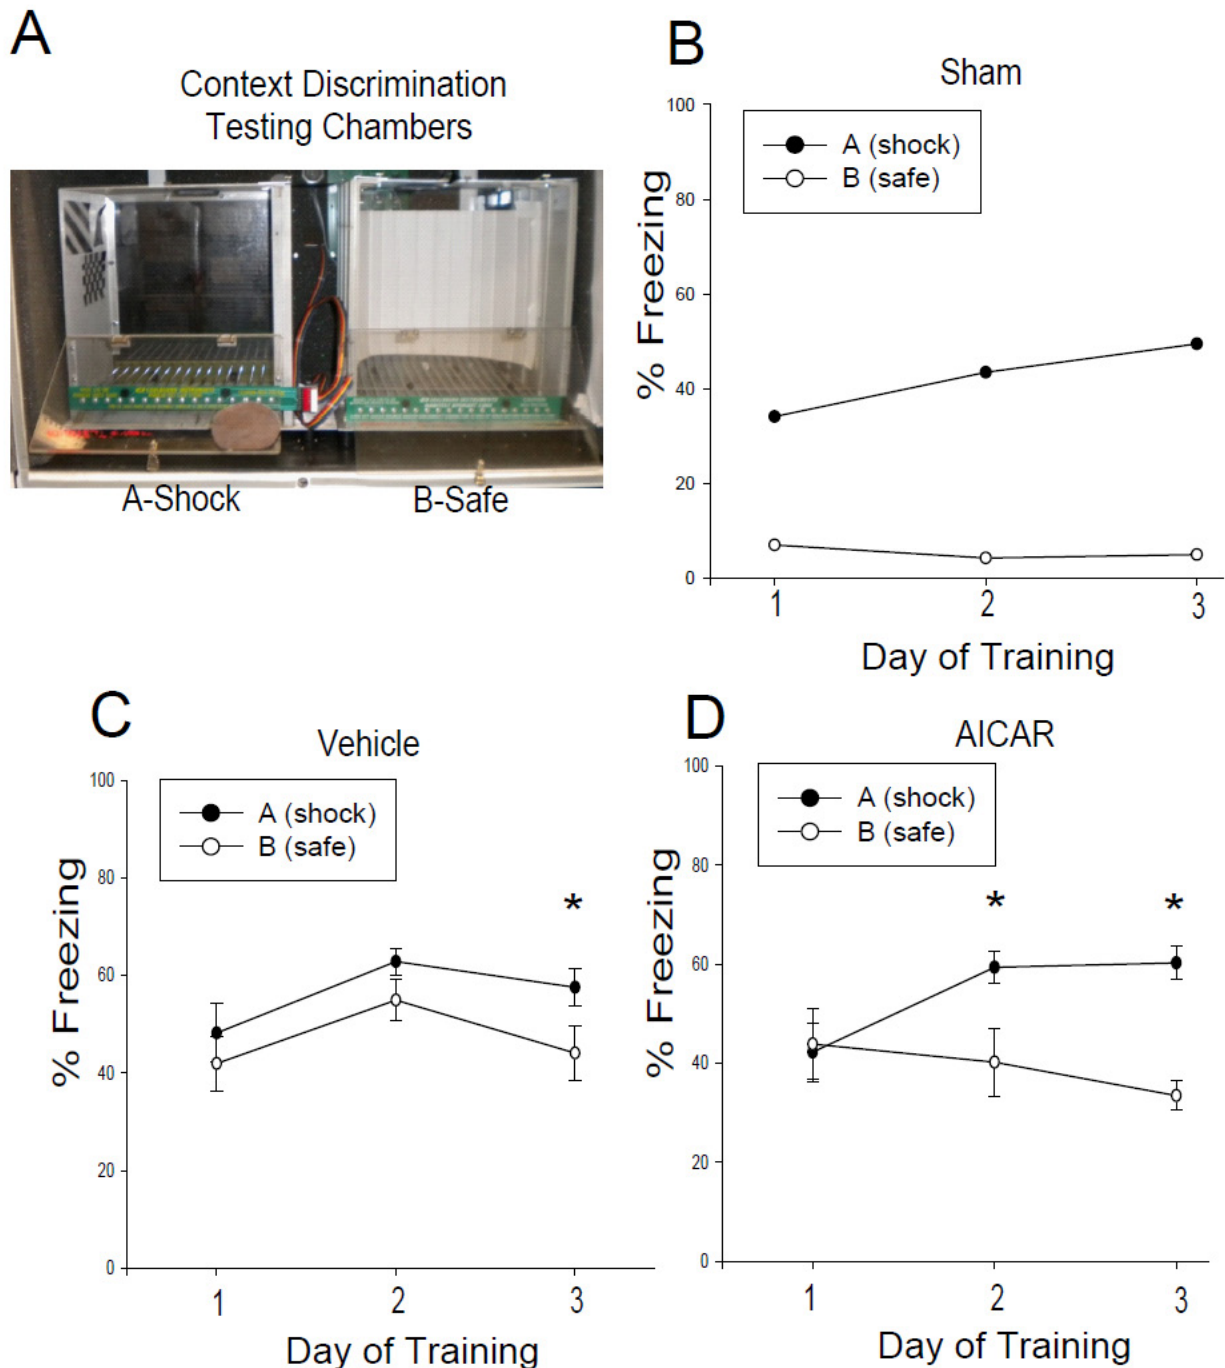 A
Context Discrimination
Testing Chambers
A-Shock
B-Safe
B
Sham
A (shock)
B (safe)
100
80
60
40
20
0
% Freezing
1 2 3
Day of Training
C
Vehicle
A (shock)
B (safe)
100
80
60
40
20
0
% Freezing
*
1 2 3
Day of Training
D
AICAR
A (shock)
B (safe)
100
80
60
40
20
0
% Freezing
* *
1 2 3
Day of Training